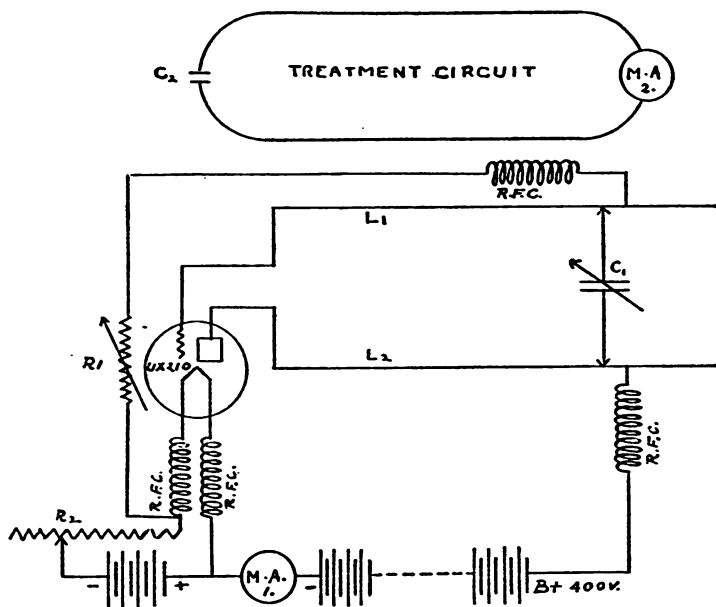 C2
TREATMENT CIRCUIT
M.A
2.
R.F.C.
L1
C1
R1
UX210
L2
R.F.C.
R.F.C.
R.F.C.
R2
-
+
M.A.
1.
-
B+ 400V.